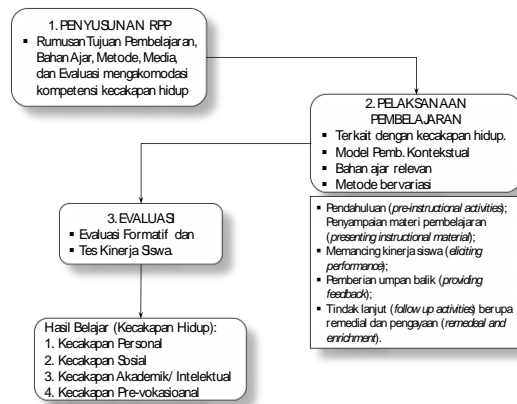 1. PENYUSUNAN RPP
▪ Rumusan Tujuan Pembelajaran,
Bahan Ajar, Metode, Media,
dan Evaluasi mengakomodasi
kompetensi kecakapan hidup
2. PELAKSANAAN
PEMBELAJARAN
▪ Terkait dengan kecakapan hidup.
▪ Model Pemb. Kontekstual
▪ Bahan ajar relevan
▪ Metode bervariasi
▪ Pendahuluan (pre-instructional activities);
Penyampaian materi pembelajaran
(presenting instructional material);
▪ Memancing kinerja siswa (eliciting
performance);
▪ Pemberian umpan balik (providing
feedback);
▪ Tindak lanjut (follow up activities) berupa
remedial dan pengayaan (remedeal and
enrichment).
3. EVALUASI
▪ Evaluasi Formatif dan
▪ Tes Kinerja Siswa.
Hasil Belajar (Kecakapan Hidup):
1. Kecakapan Personal
2. Kecakapan Sosial
3. Kecakapan Akademik/ Intelektual
4. Kecakapan Pre-vokasioanal